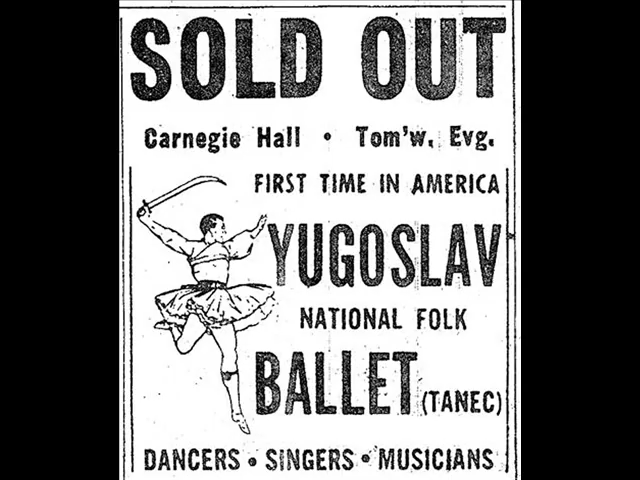 SOLD OUT
Carnegie Hall • Tom'w. Evg.
FIRST TIME IN AMERICA
YUGOSLAV
NATIONAL FOLK
BALLET (TANEC)
DANCERS • SINGERS • MUSICIANS